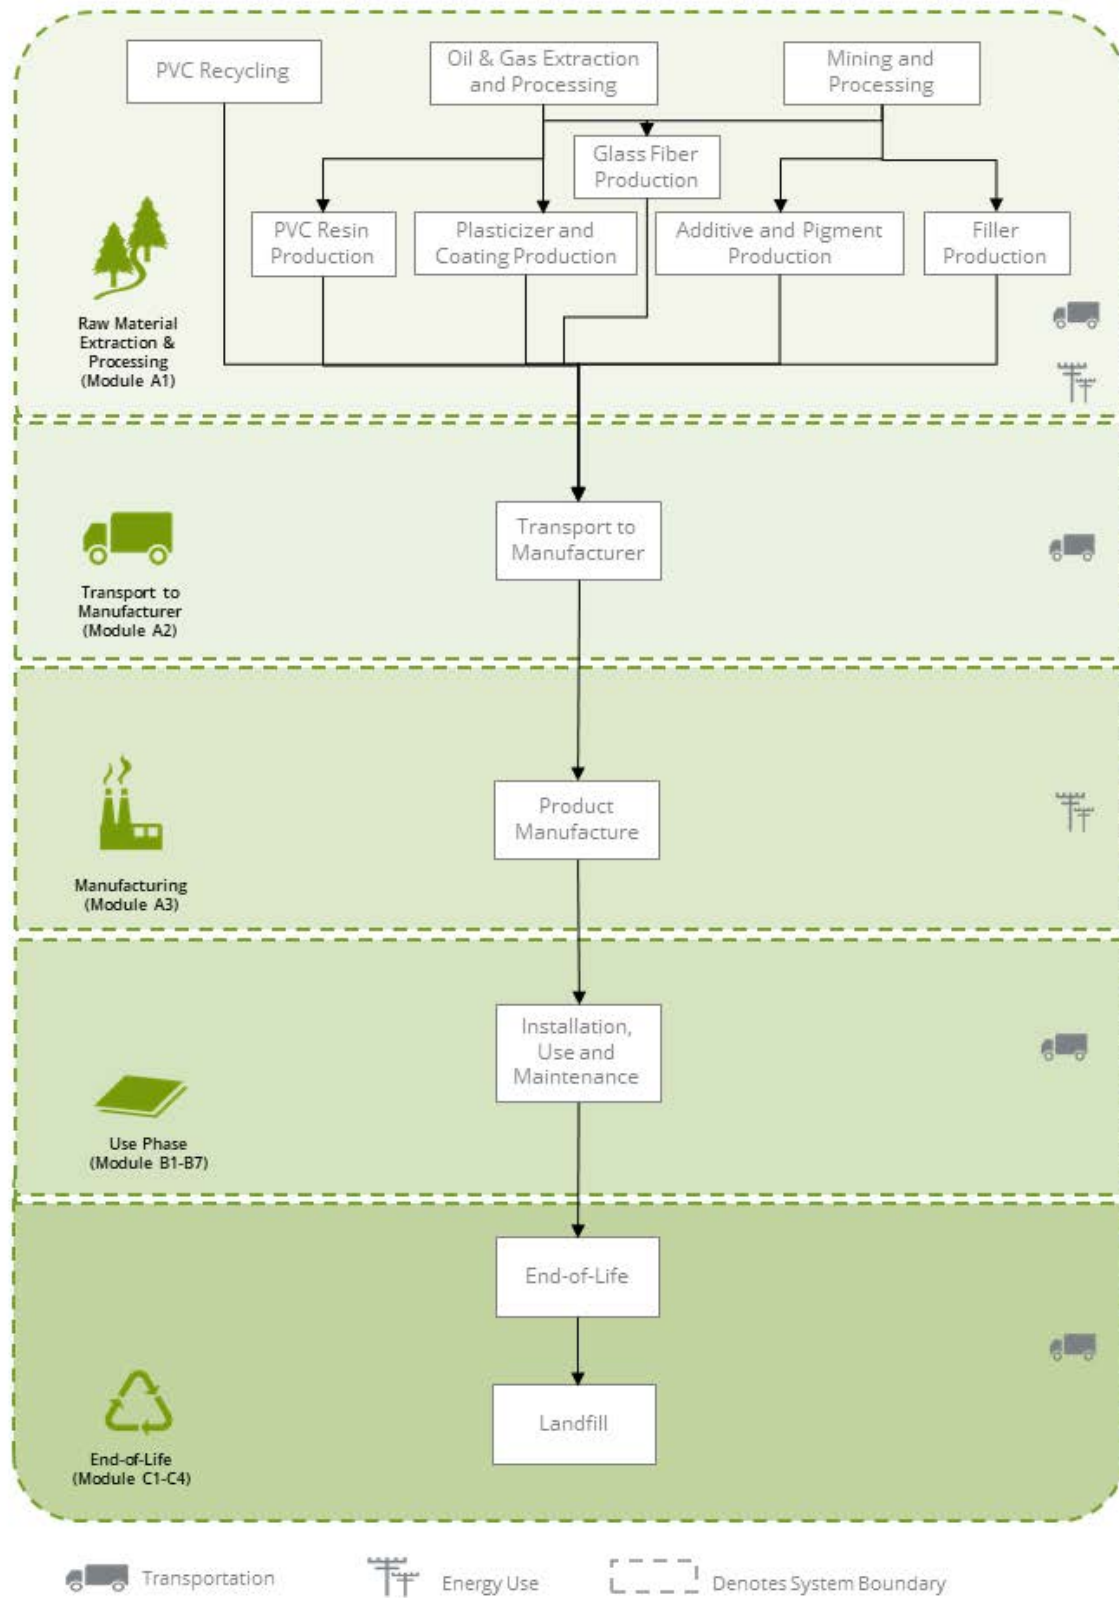 PVC Recycling
Oil & Gas Extraction
and Processing
Mining and
Processing
Glass Fiber
Production
PVC Resin
Production
Plasticizer and
Coating Production
Additive and Pigment
Production
Filler
Production
Raw Material
Extraction &
Processing
(Module A1)
Transport to
Manufacturer
Transport to
Manufacturer
(Module A2)
Product
Manufacture
Manufacturing
(Module A3)
Installation,
Use and
Maintenance
Use Phase
(Module B1-B7)
End-of-Life
Landfill
End-of-Life
(Module C1-C4)
Transportation
Energy Use
Denotes System Boundary